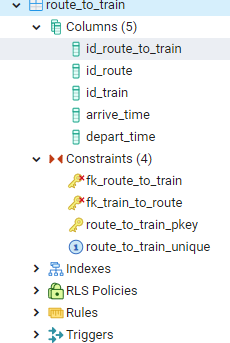 route_to_train
Columns (5)
id_route_to_train
id_route
id_train
arrive_time
depart_time
Constraints (4)
fk_route_to_train
fk_train_to_route
route_to_train_pkey
1 route_to_train_unique
Indexes
RLS Policies
Rules
Triggers